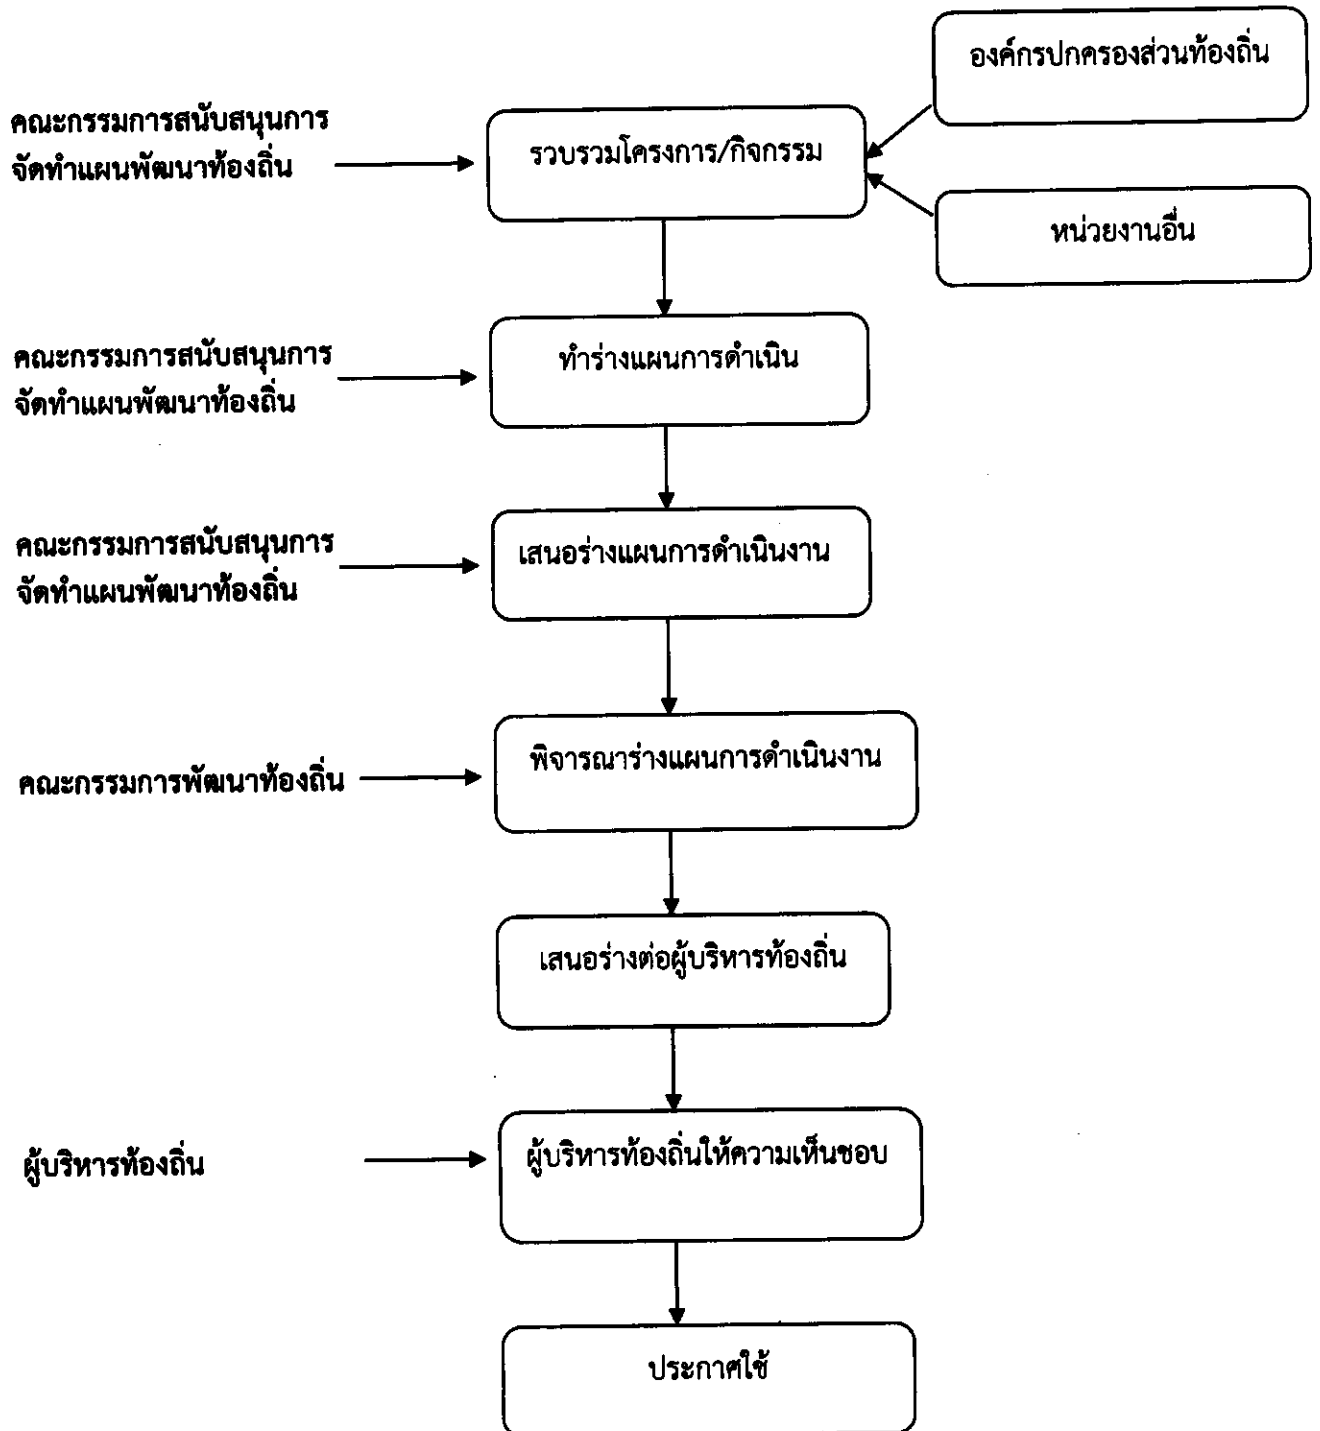 องค์กรปกครองส่วนท้องถิ่น
คณะกรรมการสนับสนุนการ
จัดทำแผนพัฒนาท้องถิ่น
รวบรวมโครงการ/กิจกรรม
หน่วยงานอื่น
คณะกรรมการสนับสนุนการ
จัดทำแผนพัฒนาท้องถิ่น
ทำร่างแผนการดำเนิน
คณะกรรมการสนับสนุนการ
จัดทำแผนพัฒนาท้องถิ่น
เสนอร่างแผนการดำเนินงาน
คณะกรรมการพัฒนาท้องถิ่น
พิจารณาร่างแผนการดำเนินงาน
เสนอร่างต่อผู้บริหารท้องถิ่น
ผู้บริหารท้องถิ่น
ผู้บริหารท้องถิ่นให้ความเห็นชอบ
ประกาศใช้